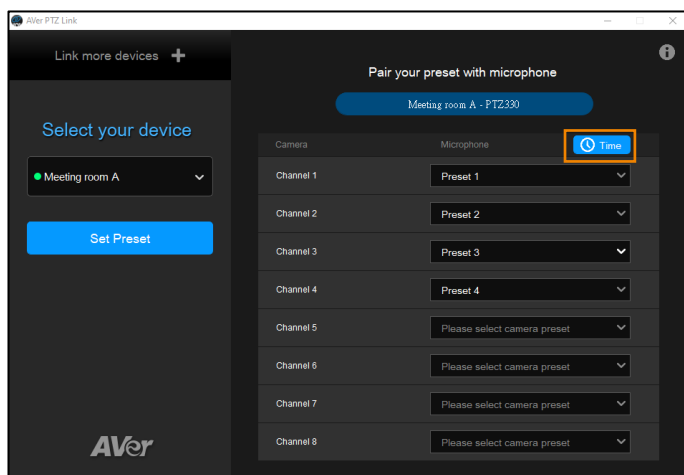 AVer PTZ Link
Link more devices +
Select your device
Meeting room A
Set Preset
AVer
Pair your preset with microphone
Meeting room A - PTZ330
Camera Microphone Time
Channel 1 Preset 1
Channel 2 Preset 2
Channel 3 Preset 3
Channel 4 Preset 4
Channel 5 Please select camera preset
Channel 6 Please select camera preset
Channel 7 Please select camera preset
Channel 8 Please select camera preset